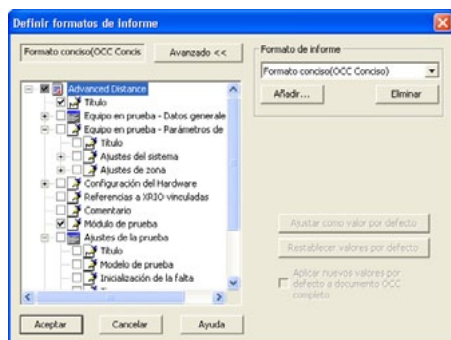 Definir formatos de informe
Formato conciso(OCC Concis
Avanzado <<
Advanced Distance
Título
Equipo en prueba - Datos generale
Equipo en prueba - Parámetros de
Título
Ajustes del sistema
Ajustes de zona
Configuración del Hardware
Referencias a XRIO vinculadas
Comentario
Módulo de prueba
Ajustes de la prueba
Título
Modelo de prueba
Inicialización de la falta
Aceptar
Cancelar
Ayuda
Formato de informe
Formato conciso(OCC Conciso)
Añadir...
Eliminar
Ajustar como valor por defecto
Restablecer valores por defecto
Aplicar nuevos valores por
defecto a documento OCC
completo